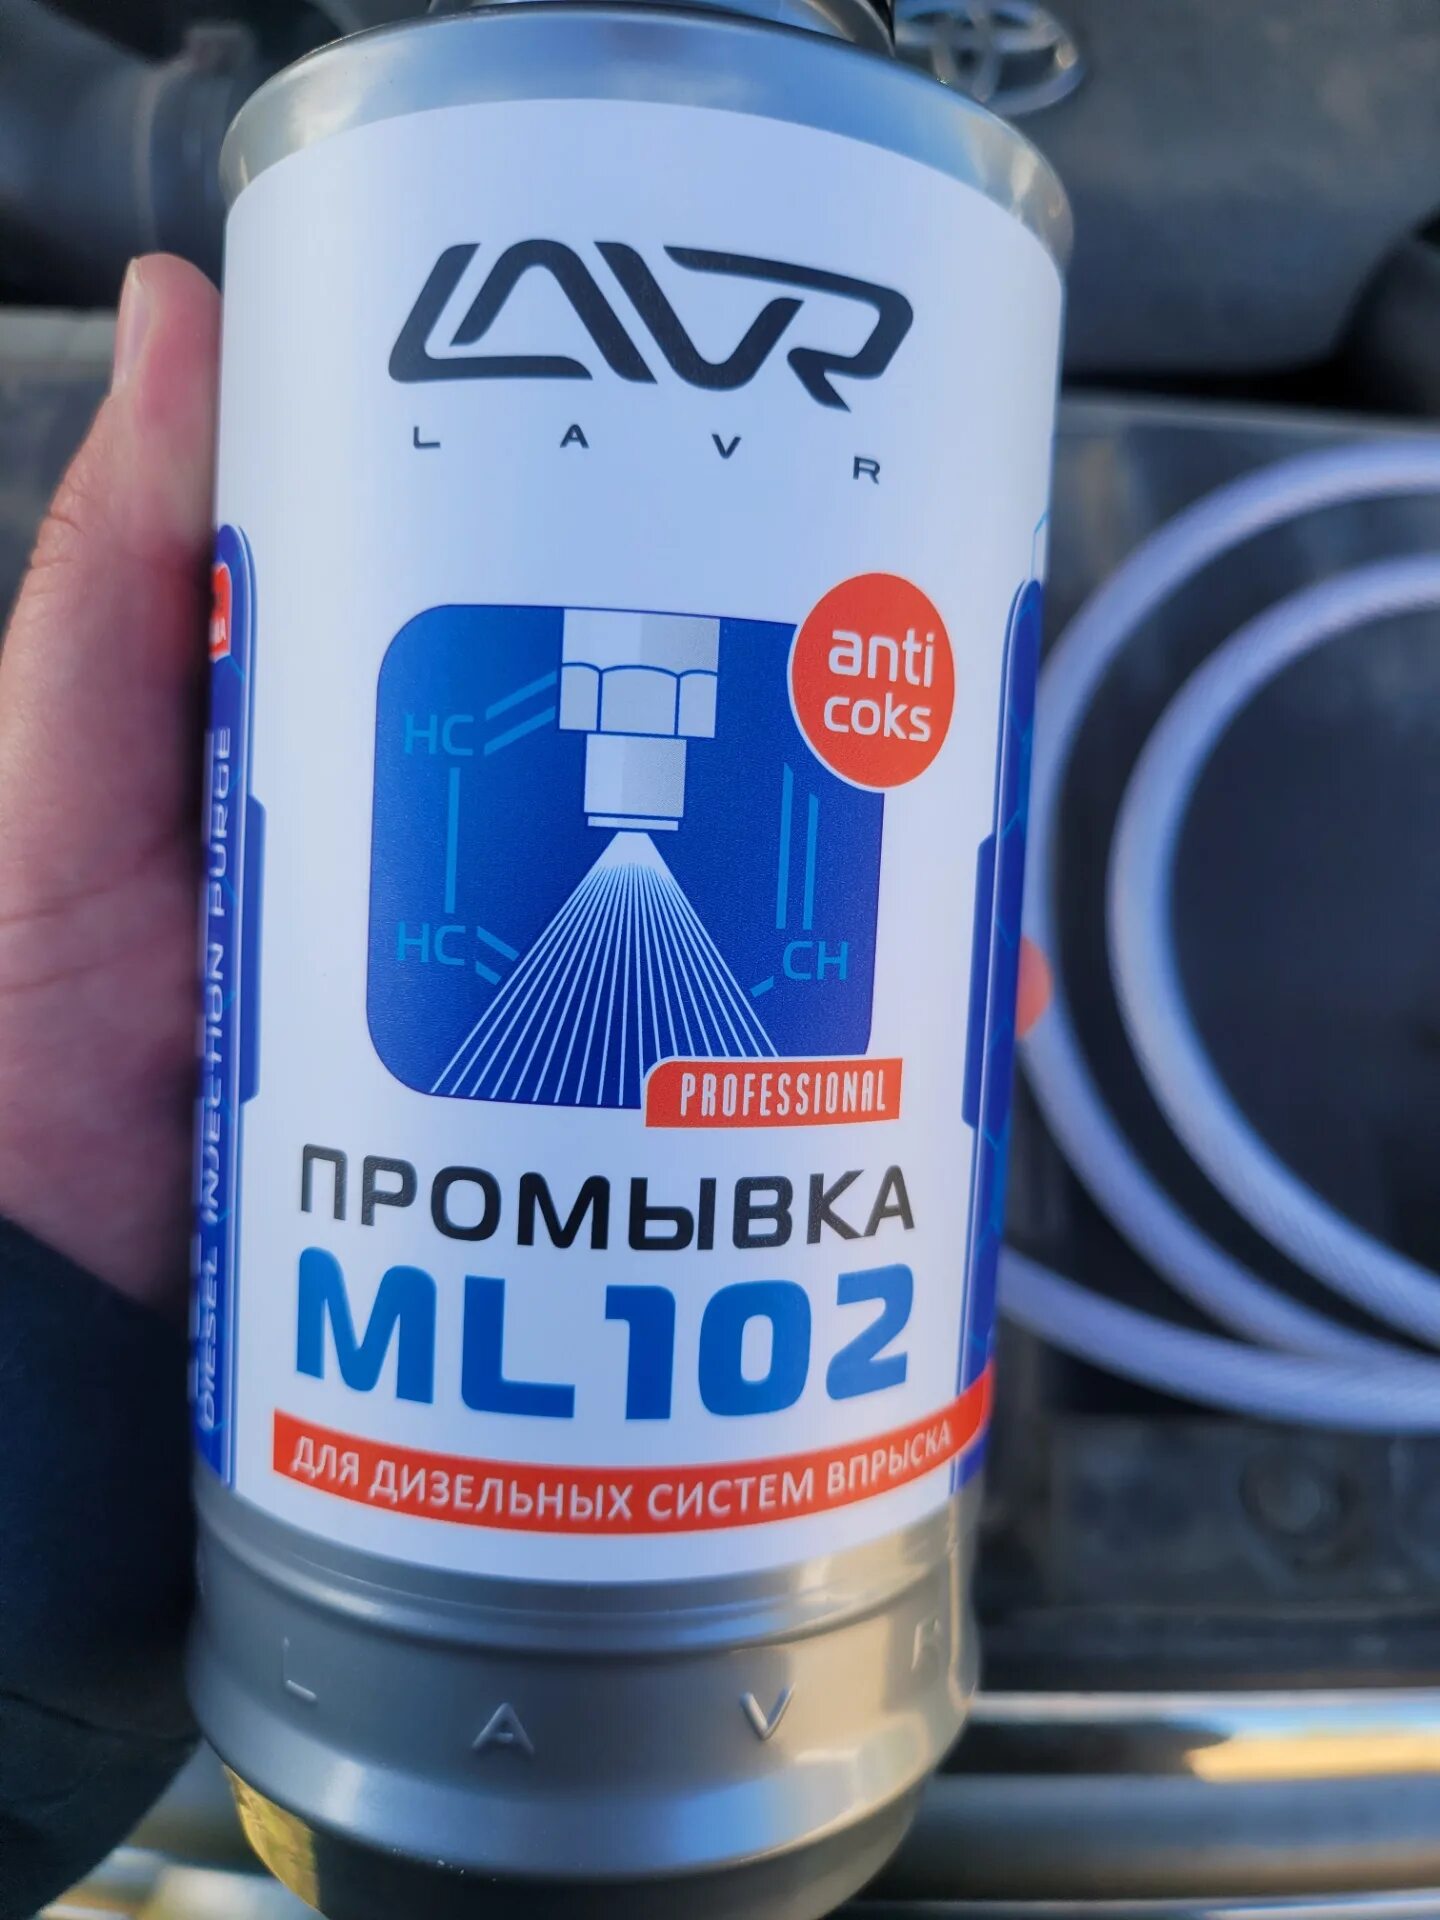 LAVR
L A V R
anti
coks
HC
HC
CH
PROFESSIONAL
ПРОМЫВКА
ML102
ДЛЯ ДИЗЕЛЬНЫХ СИСТЕМ ВПРЫСКА
DIESEL INJECTION PURGE
L A V R